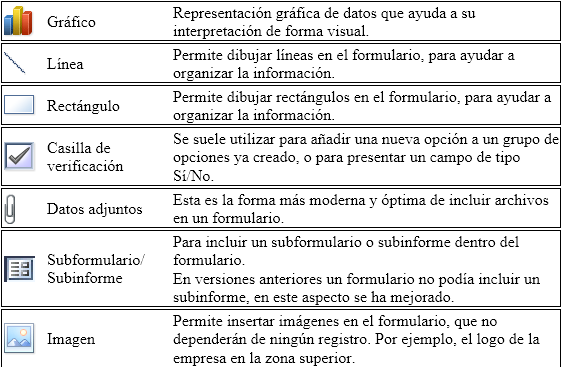 Gráfico
Representación gráfica de datos que ayuda a su
interpretación de forma visual.
Línea
Permite dibujar líneas en el formulario, para ayudar a
organizar la información.
Rectángulo
Permite dibujar rectángulos en el formulario, para ayudar a
organizar la información.
Casilla de
verificación
Se suele utilizar para añadir una nueva opción a un grupo de
opciones ya creado, o para presentar un campo de tipo
Sí/No.
Datos adjuntos
Esta es la forma más moderna y óptima de incluir archivos
en un formulario.
Subformulario/
Subinforme
Para incluir un subformulario o subinforme dentro del
formulario.
En versiones anteriores un formulario no podía incluir un
subinforme, en este aspecto se ha mejorado.
Imagen
Permite insertar imágenes en el formulario, que no
dependerán de ningún registro. Por ejemplo, el logo de la
empresa en la zona superior.